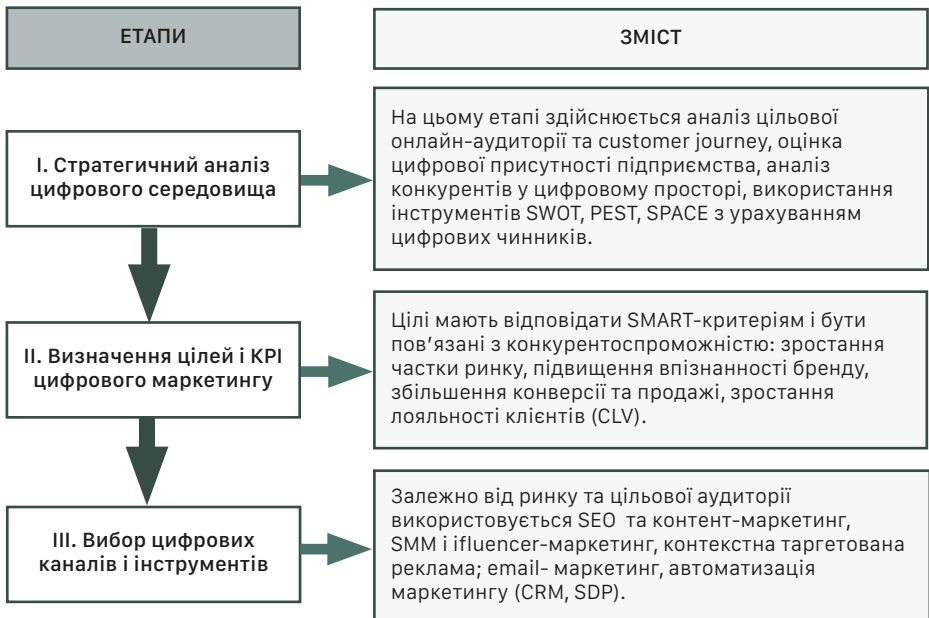 ЕТАПИ
ЗМІСТ
І. Стратегичний аналіз
цифрового середовища
На цьому етапі здійснюється аналіз цільової
онлайн-аудиторії та customer journey, оцінка
цифрової присутності підприємства, аналіз
конкурентів у цифровому просторі, використання
інструментів SWOT, PEST, SPACE з урахуванням
цифрових чинників.
ІІ. Визначення цілей і KPI
цифрового маркетингу
Цілі мають відповідати SMART-критеріям і бути
пов’язані з конкурентоспроможністю: зростання
частки ринку, підвищення впізнанності бренду,
збільшення конверсії та продажі, зростання
лояльності клієнтів (CLV).
ІІІ. Вибор цифрових
каналів і інструментів
Залежно від ринку та цільової аудиторії
використовується SEO та контент-маркетинг,
SMM і ifluencer-маркетинг, контекстна таргетована
реклама; email- маркетинг, автоматизація
маркетингу (CRM, SDP).